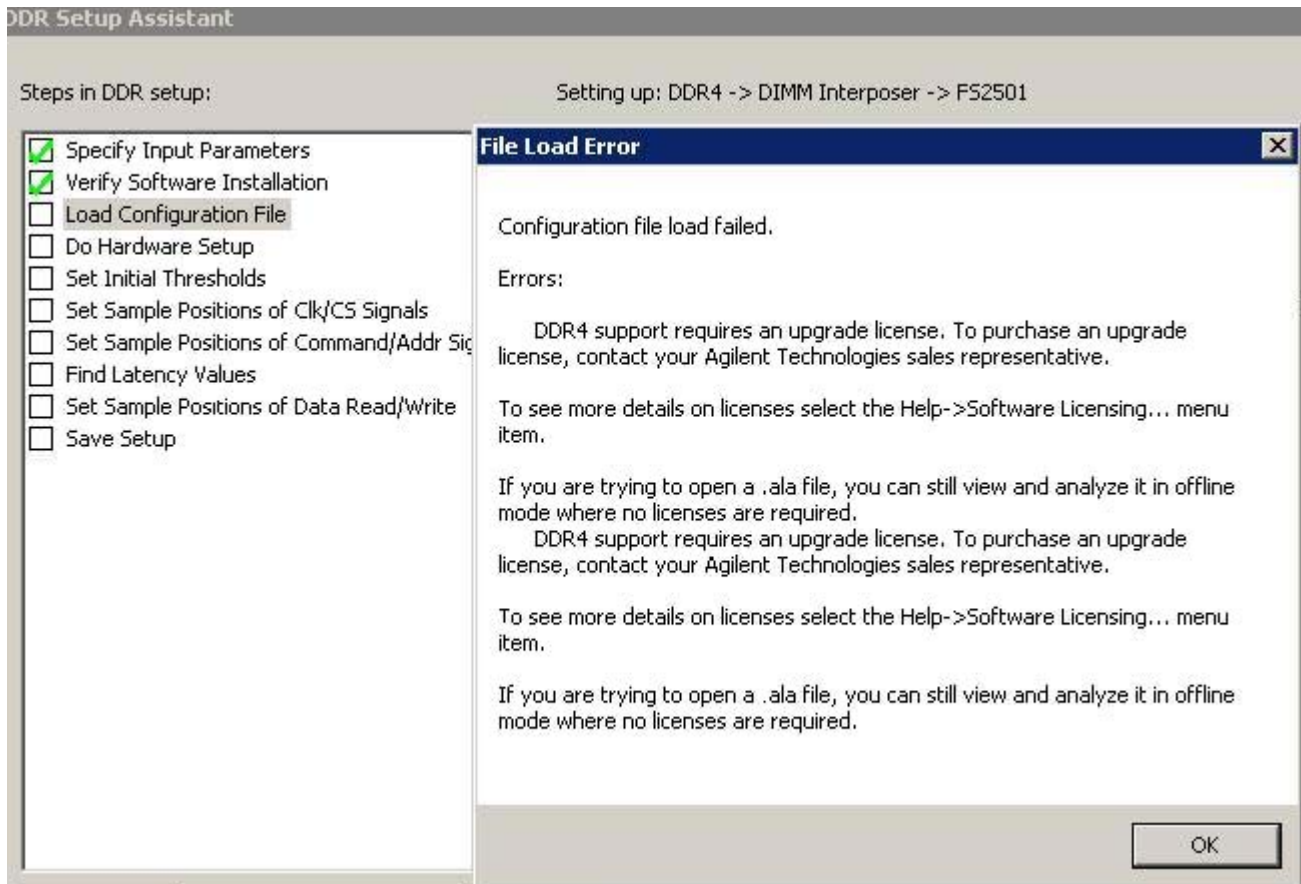 DDR Setup Assistant
Steps in DDR setup:
Setting up: DDR4 -> DIMM Interposer -> FS2501
Specify Input Parameters
Verify Software Installation
Load Configuration File
Do Hardware Setup
Set Initial Thresholds
Set Sample Positions of Clk/CS Signals
Set Sample Positions of Command/Addr Sig
Find Latency Values
Set Sample Positions of Data Read/Write
Save Setup
File Load Error
Configuration file load failed.
Errors:
DDR4 support requires an upgrade license. To purchase an upgrade
license, contact your Agilent Technologies sales representative.
To see more details on licenses select the Help->Software Licensing... menu
item.
If you are trying to open a .ala file, you can still view and analyze it in offline
mode where no licenses are required.
DDR4 support requires an upgrade license. To purchase an upgrade
license, contact your Agilent Technologies sales representative.
To see more details on licenses select the Help->Software Licensing... menu
item.
If you are trying to open a .ala file, you can still view and analyze it in offline
mode where no licenses are required.
OK